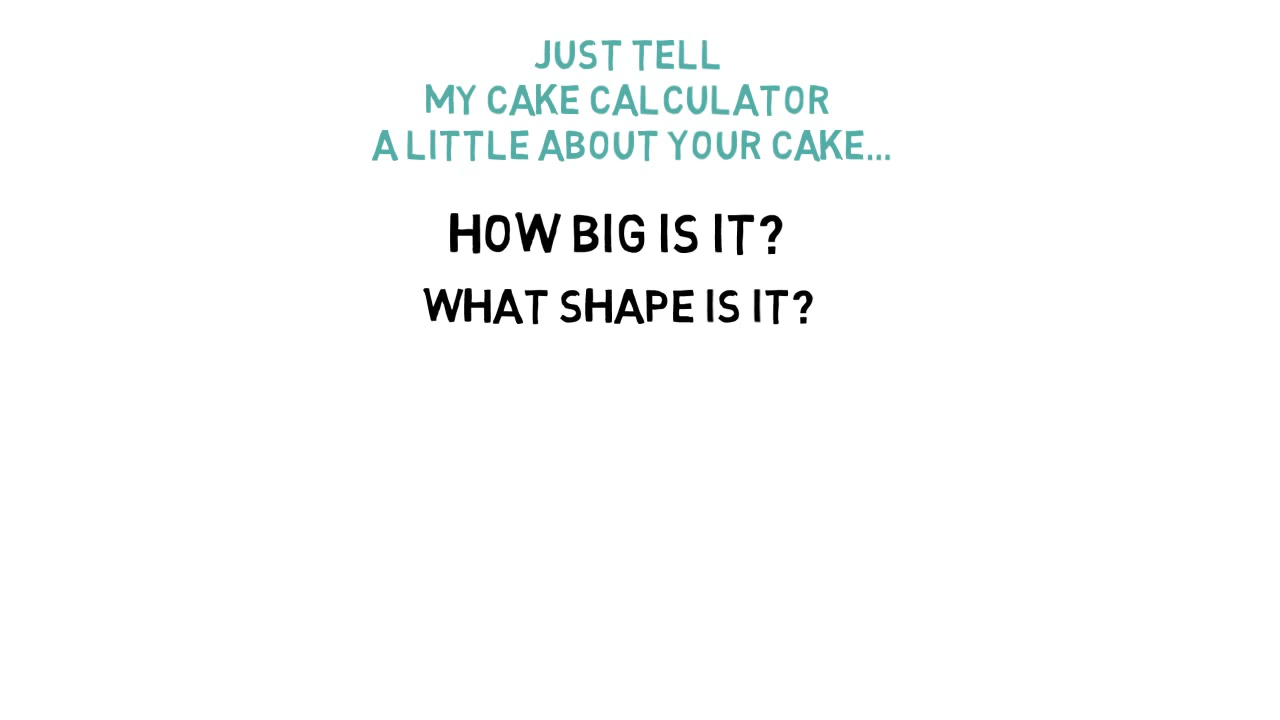 JUST TELL
MY CAKE CALCULATOR
A LITTLE ABOUT YOUR CAKE...
HOW BIG IS IT?
WHAT SHAPE IS IT?